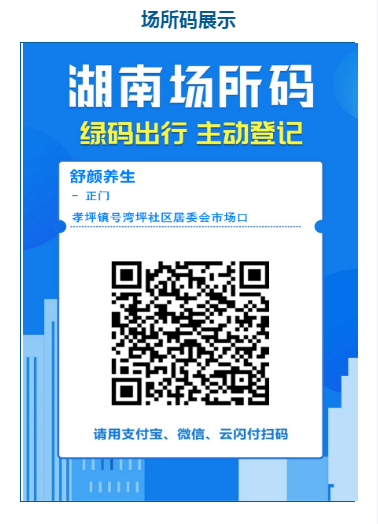 场所码展示
湖南场所码
绿码出行 主动登记
舒颜养生
- 正门
孝坪镇号湾坪社区居委会市场口
请用支付宝、微信、云闪付扫码